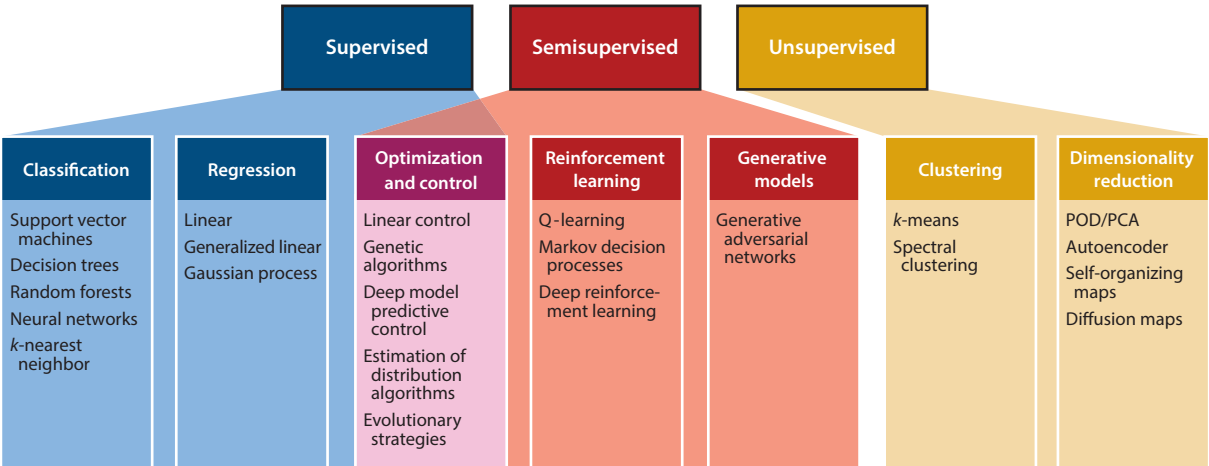 Supervised
Semisupervised
Unsupervised
Classification
Support vector
machines
Decision trees
Random forests
Neural networks
k-nearest
neighbor
Regression
Linear
Generalized linear
Gaussian process
Optimization
and control
Linear control
Genetic
algorithms
Deep model
predictive
control
Estimation of
distribution
algorithms
Evolutionary
strategies
Reinforcement
learning
Q-learning
Markov decision
processes
Deep reinforce-
ment learning
Generative
models
Generative
adversarial
networks
Clustering
k-means
Spectral
clustering
Dimensionality
reduction
POD/PCA
Autoencoder
Self-organizing
maps
Diffusion maps